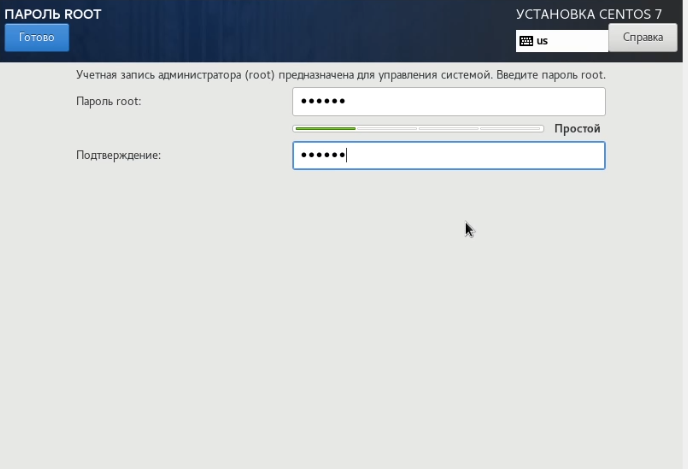 ПАРОЛЬ ROOT
УСТАНОВКА CENTOS 7
Готово
us
Справка
Учетная запись администратора (root) предназначена для управления системой. Введите пароль root.
Пароль root:
●●●●●●
Простой
Подтверждение:
●●●●●●